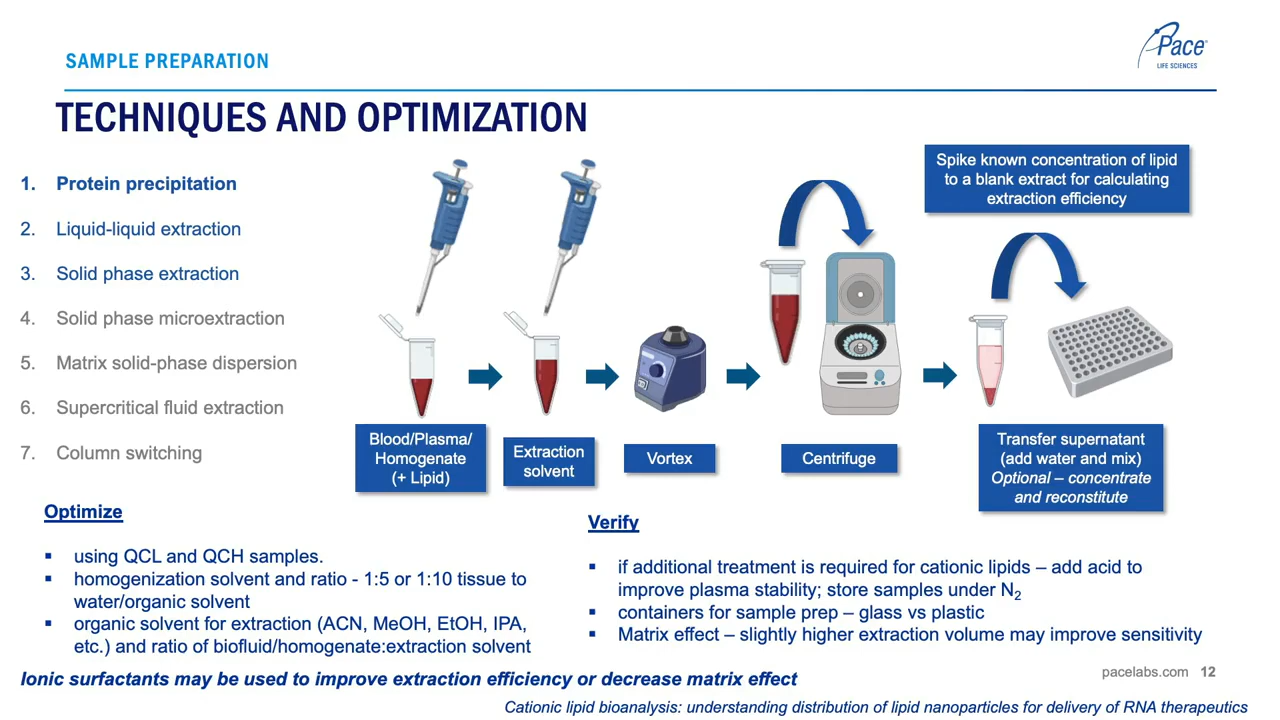 SAMPLE PREPARATION
Pace®
LIFE SCIENCES
TECHNIQUES AND OPTIMIZATION
1. Protein precipitation
2. Liquid-liquid extraction
3. Solid phase extraction
4. Solid phase microextraction
5. Matrix solid-phase dispersion
6. Supercritical fluid extraction
7. Column switching
Spike known concentration of lipid
to a blank extract for calculating
extraction efficiency
Blood/Plasma/
Homogenate
(+ Lipid)
Extraction
solvent
Vortex
Centrifuge
Transfer supernatant
(add water and mix)
Optional – concentrate
and reconstitute
Optimize
▪ using QCL and QCH samples.
▪ homogenization solvent and ratio - 1:5 or 1:10 tissue to
water/organic solvent
▪ organic solvent for extraction (ACN, MeOH, EtOH, IPA,
etc.) and ratio of biofluid/homogenate:extraction solvent
Verify
▪ if additional treatment is required for cationic lipids – add acid to
improve plasma stability; store samples under N₂
▪ containers for sample prep – glass vs plastic
▪ Matrix effect – slightly higher extraction volume may improve sensitivity
Ionic surfactants may be used to improve extraction efficiency or decrease matrix effect
pacelabs.com 12
Cationic lipid bioanalysis: understanding distribution of lipid nanoparticles for delivery of RNA therapeutics